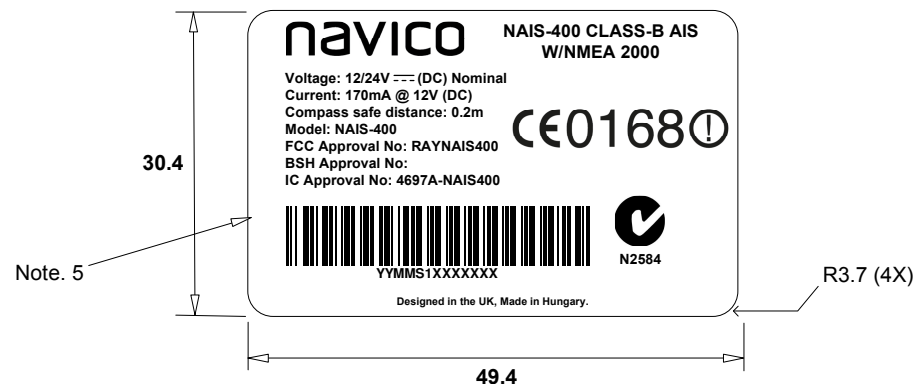 navico
NAIS-400 CLASS-B AIS
W/NMEA 2000
Voltage: 12/24V (DC) Nominal
Current: 170mA @ 12V (DC)
Compass safe distance: 0.2m
Model: NAIS-400
FCC Approval No: RAYNAIS400
BSH Approval No:
IC Approval No: 4697A-NAIS400
CE0168
30.4
Note. 5
YYMMS1XXXXXXX
N2584
Designed in the UK, Made in Hungary.
R3.7 (4X)
49.4